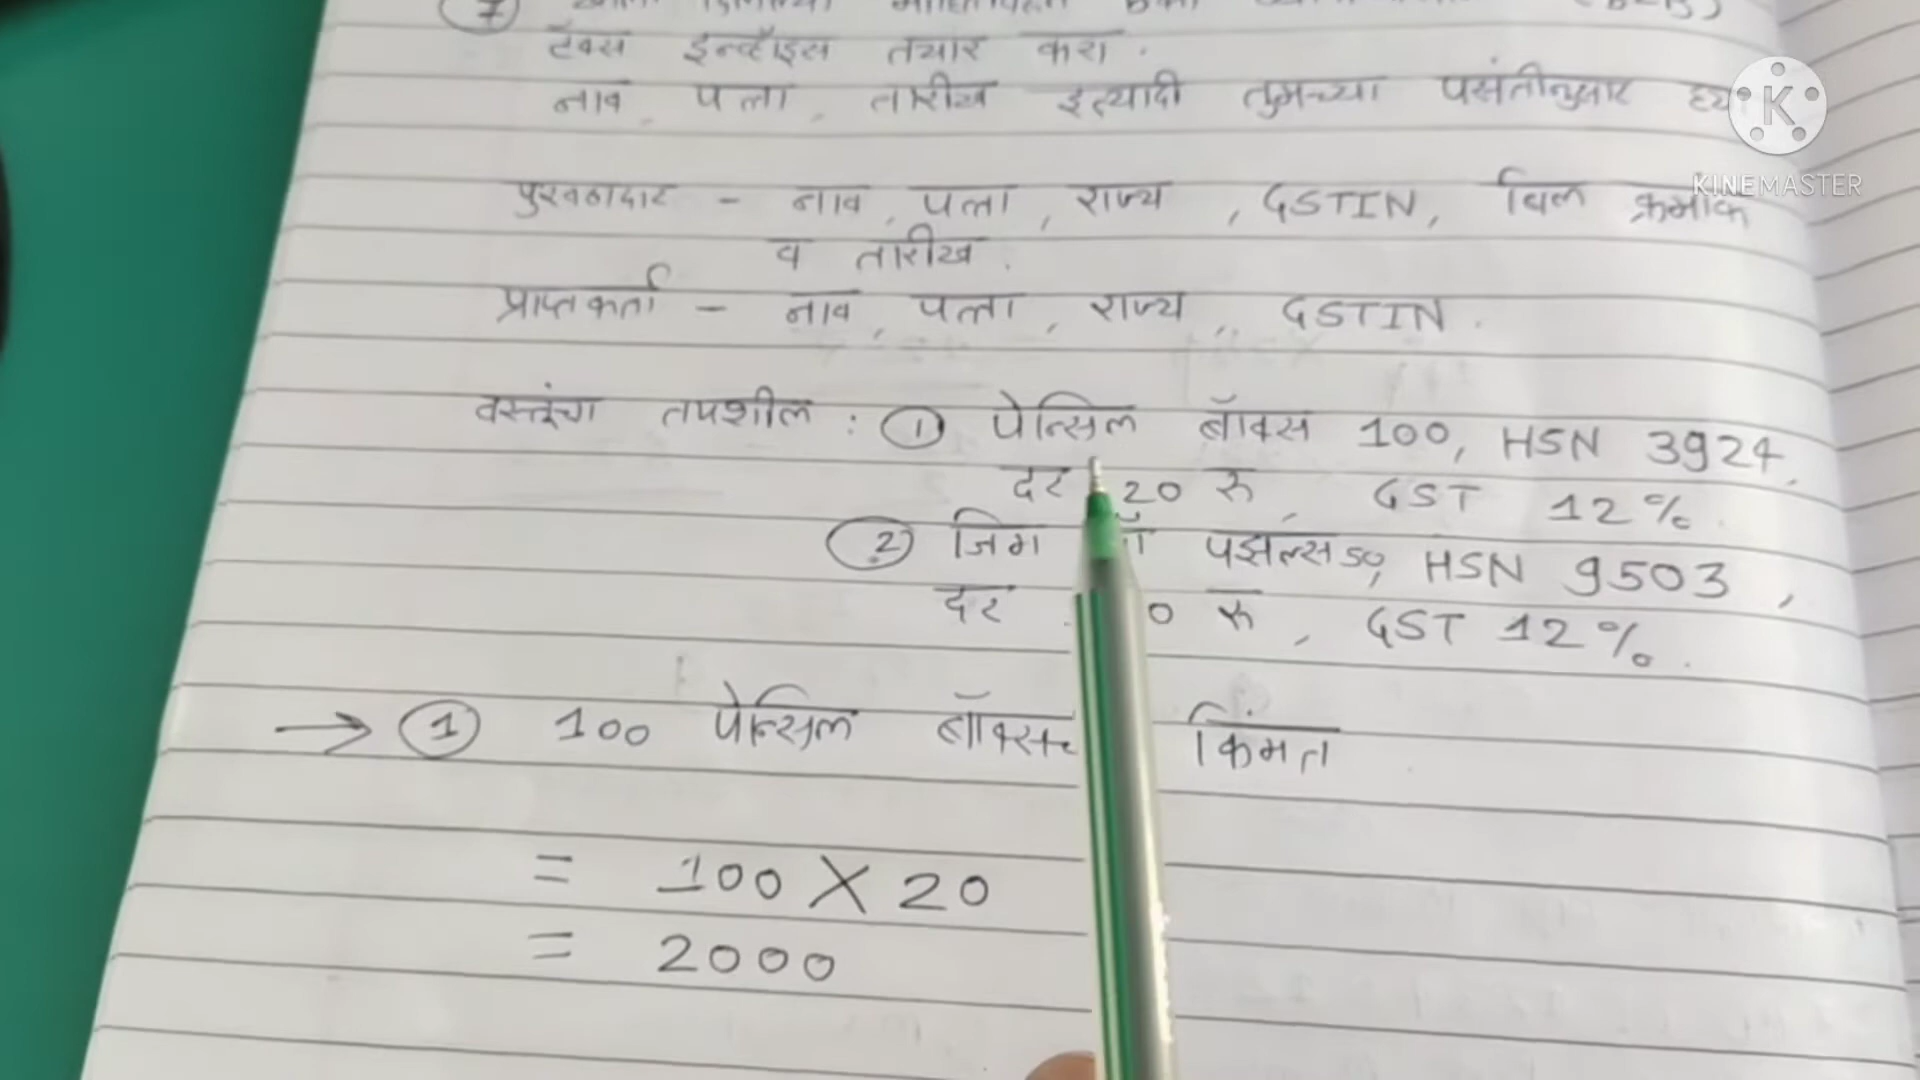 7
टॅक्स इन्व्हॉइस तयार करा.
नाव, पत्ता, तारीख इत्यादी तुमच्या पसंतीनुसार घ्या
पुरवठादार - नाव, पत्ता, राज्य, GSTIN, बिल क्रमांक
व तारीख.
प्राप्तकर्ता - नाव, पत्ता, राज्य, GSTIN.
वस्तूंचा तपशील : ① पेन्सिल बॉक्स 100, HSN 3924,
दर 20 रु, GST 12%
② जिग पझल्स 50, HSN 9503,
दर 0 रु, GST 12%.
→ ① 100 पेन्सिल किंमत
= 100 X 20
= 2000
K
KINEMASTER